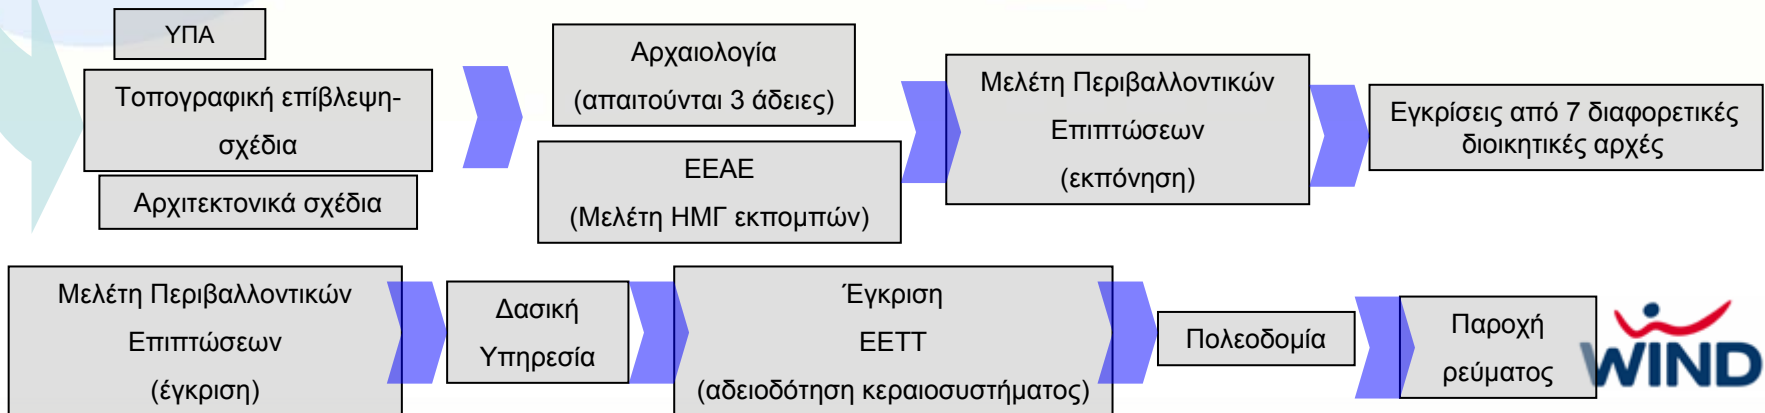 ΥΠΑ
Τοπογραφική επίβλεψη-
σχέδια
Αρχιτεκτονικά σχέδια
Αρχαιολογία
(απαιτούνται 3 άδειες)
ΕΕΑΕ
(Μελέτη ΗΜΓ εκπομπών)
Μελέτη Περιβαλλοντικών
Επιπτώσεων
(εκπόνηση)
Εγκρίσεις από 7 διαφορετικές
διοικητικές αρχές
Μελέτη Περιβαλλοντικών
Επιπτώσεων
(έγκριση)
Δασική
Υπηρεσία
Έγκριση
ΕΕΤΤ
(αδειοδότηση κεραιοσυστήματος)
Πολεοδομία
Παροχή
ρεύματος
WIND